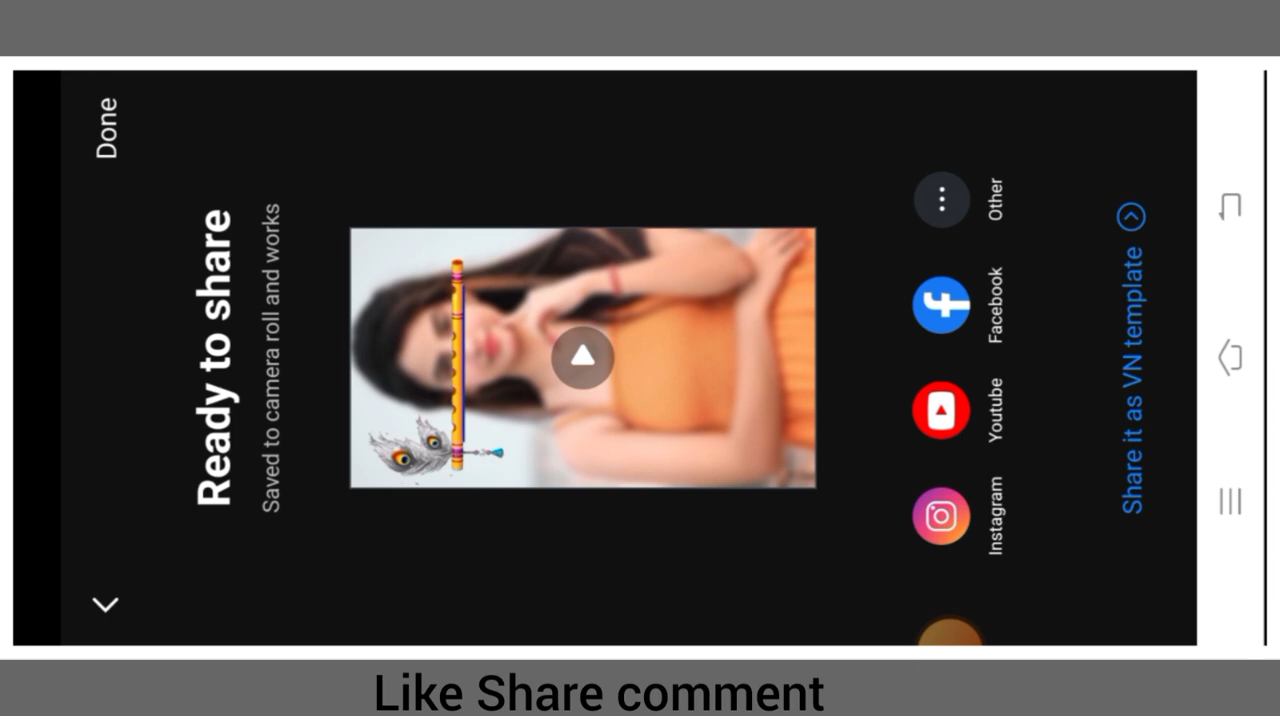 Done
Ready to share
Saved to camera roll and works
Instagram
Youtube
Facebook
Other
Share it as VN template
Like Share comment